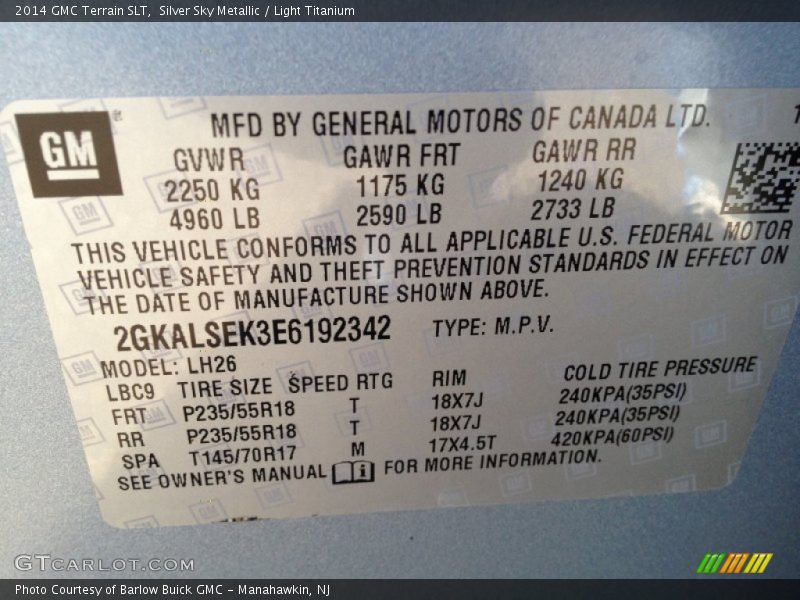 2014 GMC Terrain SLT, Silver Sky Metallic / Light Titanium
GM
MFD BY GENERAL MOTORS OF CANADA LTD.
GVWR GAWR FRT GAWR RR
2250 KG 1175 KG 1240 KG
4960 LB 2590 LB 2733 LB
THIS VEHICLE CONFORMS TO ALL APPLICABLE U.S. FEDERAL MOTOR
VEHICLE SAFETY AND THEFT PREVENTION STANDARDS IN EFFECT ON
THE DATE OF MANUFACTURE SHOWN ABOVE.
2GKALSEK3E6192342 TYPE: M.P.V.
MODEL: LH26
LBC9 TIRE SIZE SPEED RTG RIM COLD TIRE PRESSURE
FRT P235/55R18 T 18X7J 240KPA(35PSI)
RR P235/55R18 T 18X7J 240KPA(35PSI)
SPA T145/70R17 M 17X4.5T 420KPA(60PSI)
SEE OWNER'S MANUAL FOR MORE INFORMATION.
GTCARLOT.COM
Photo Courtesy of Barlow Buick GMC - Manahawkin, NJ